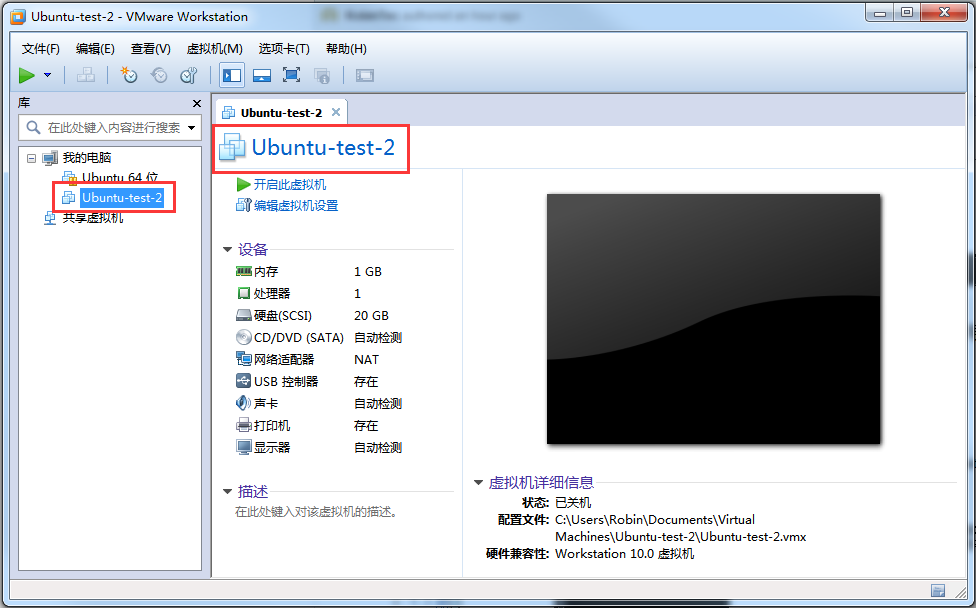 Ubuntu-test-2 - VMware Workstation
文件(F) 编辑(E) 查看(V) 虚拟机(M) 选项卡(T) 帮助(H)
库
在此处键入内容进行搜索
我的电脑
Ubuntu 64 位
Ubuntu-test-2
共享虚拟机
Ubuntu-test-2
Ubuntu-test-2
开启此虚拟机
编辑虚拟机设置
设备
内存 1 GB
处理器 1
硬盘(SCSI) 20 GB
CD/DVD (SATA) 自动检测
网络适配器 NAT
USB 控制器 存在
声卡 自动检测
打印机 存在
显示器 自动检测
描述
在此处键入对该虚拟机的描述。
虚拟机详细信息
状态: 已关机
配置文件: C:\Users\Robin\Documents\Virtual
Machines\Ubuntu-test-2\Ubuntu-test-2.vmx
硬件兼容性: Workstation 10.0 虚拟机